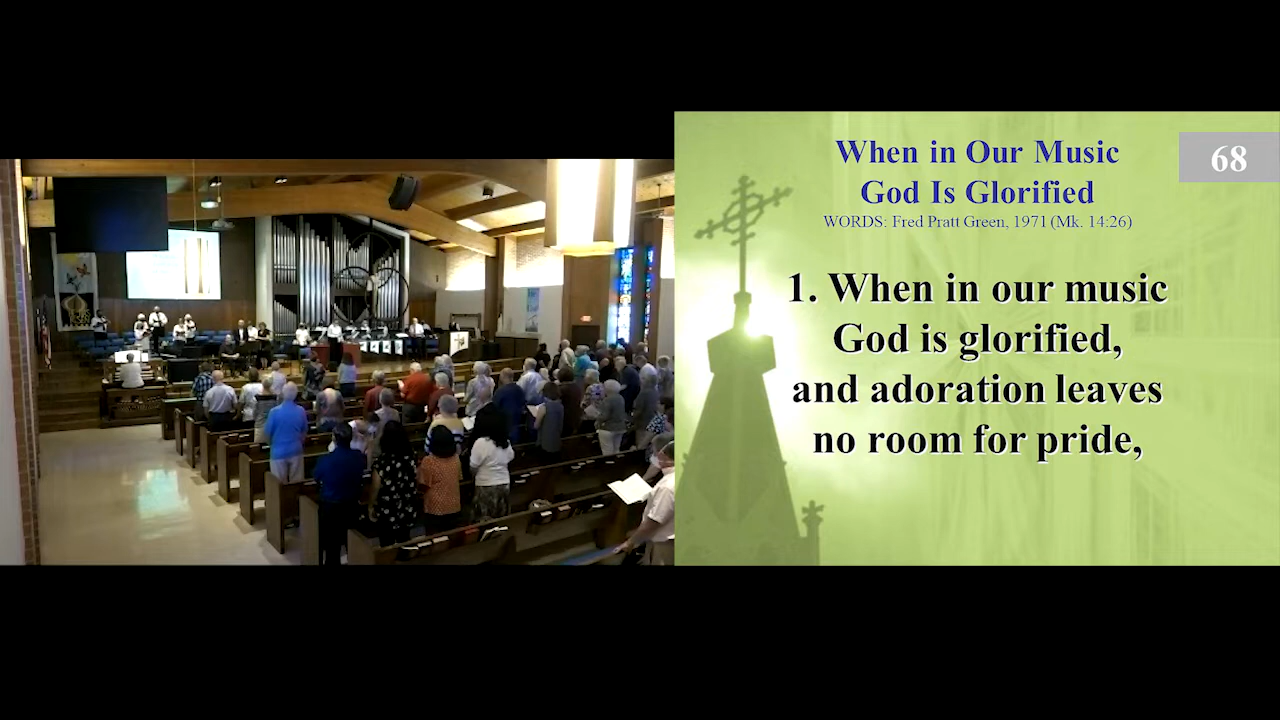 When in Our Music
68
God Is Glorified
WORDS: Fred Pratt Green, 1971 (Mk. 14:26)
1. When in our music
God is glorified,
and adoration leaves
no room for pride,